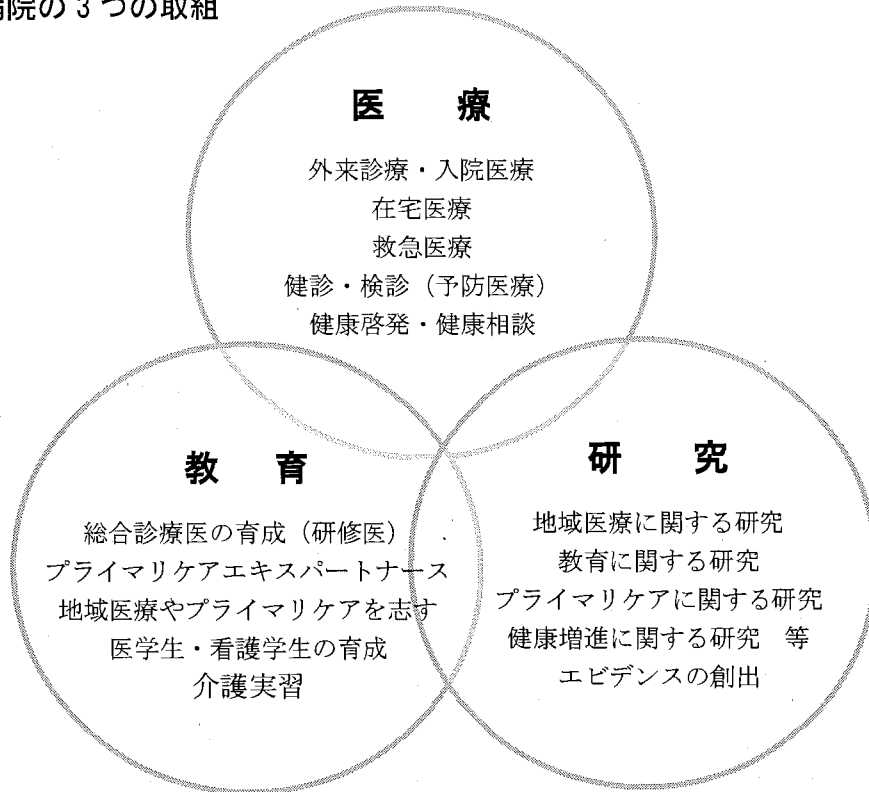 病院の3つの取組
医　療
外来診療・入院医療
在宅医療
救急医療
健診・検診（予防医療）
健康啓発・健康相談
教　育
総合診療医の育成（研修医）
プライマリケアエキスパートナース
地域医療やプライマリケアを志す
医学生・看護学生の育成
介護実習
研　究
地域医療に関する研究
教育に関する研究
プライマリケアに関する研究
健康増進に関する研究　等
エビデンスの創出